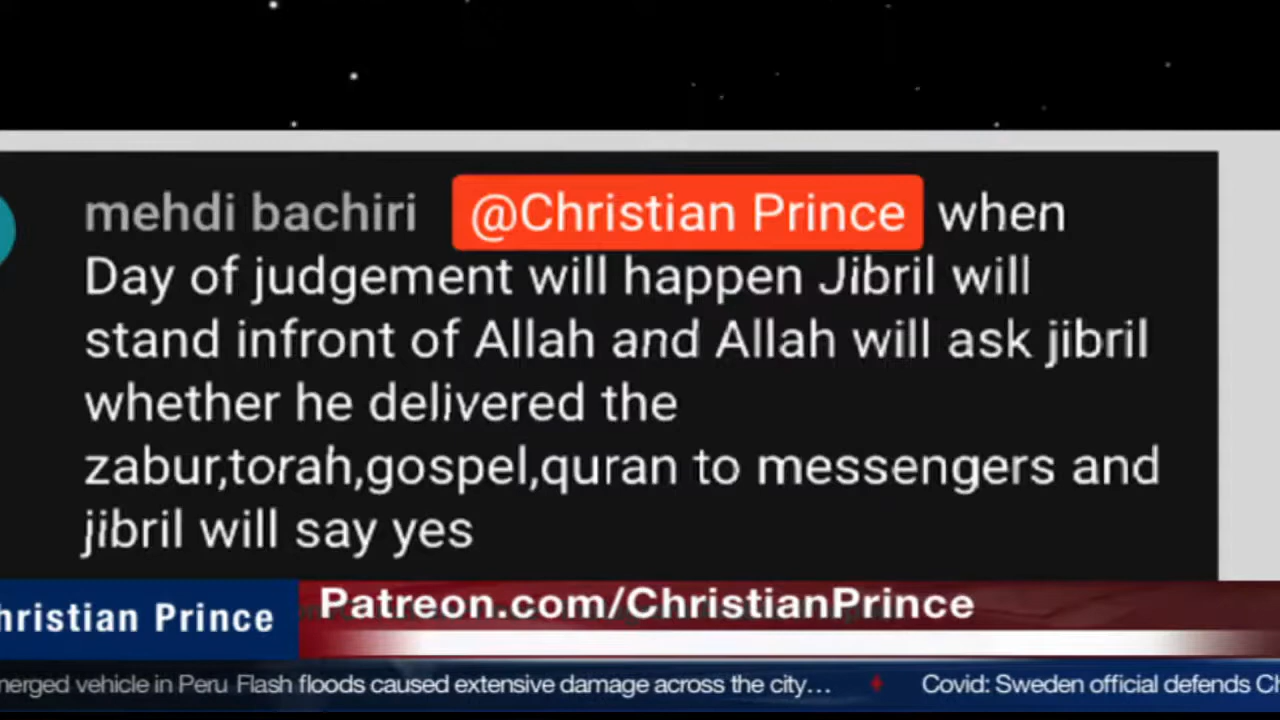 mehdi bachiri @Christian Prince when
Day of judgement will happen Jibril will
stand infront of Allah and Allah will ask jibril
whether he delivered the
zabur,torah,gospel,quran to messengers and
jibril will say yes
hristian Prince
Patreon.com/ChristianPrince
merged vehicle in Peru Flash floods caused extensive damage across the city... Covid: Sweden official defends Ch